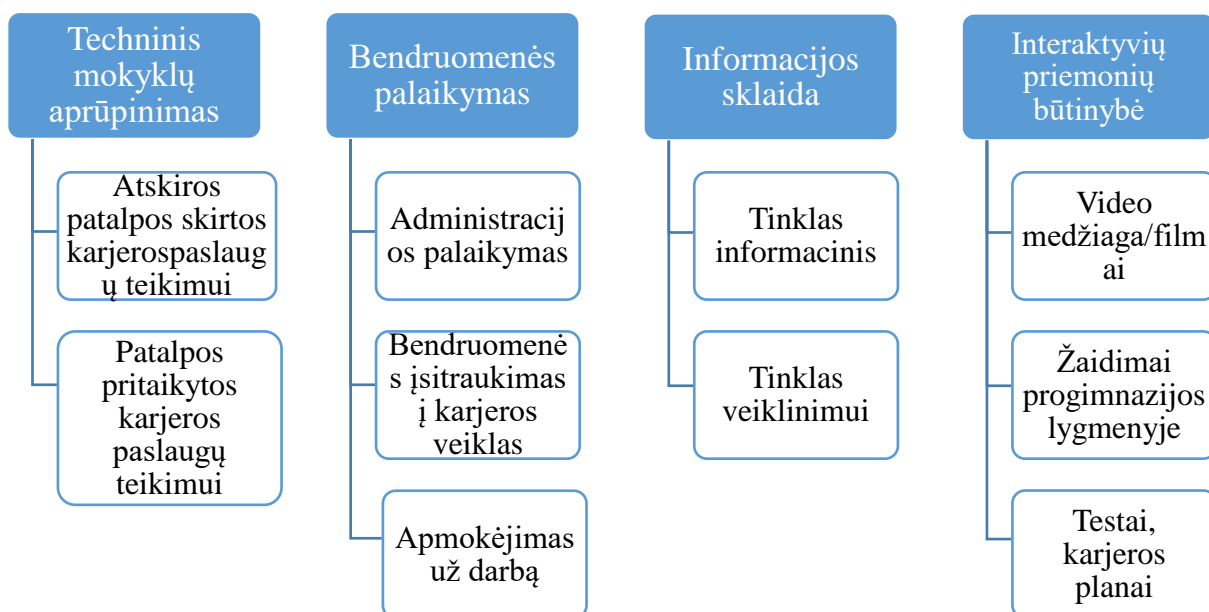 Techninis
mokyklų
aprūpinimas
Atskiros
patalpos skirtos
karjerospaslaug
ų teikimui
Patalpos
pritaikytos
karjeros
paslaugų
teikimui
Bendruomenės
palaikymas
Administracij
os palaikymas
Bendruomenė
s įsitraukimas
į karjeros
veiklas
Apmokėjimas
už darbą
Informacijos
sklaida
Tinklas
informacinis
Tinklas
veiklinimui
Interaktyvių
priemonių
būtinybė
Video
medžiaga/film
ai
Žaidimai
progimnazijos
lygmenyje
Testai,
karjeros
planai